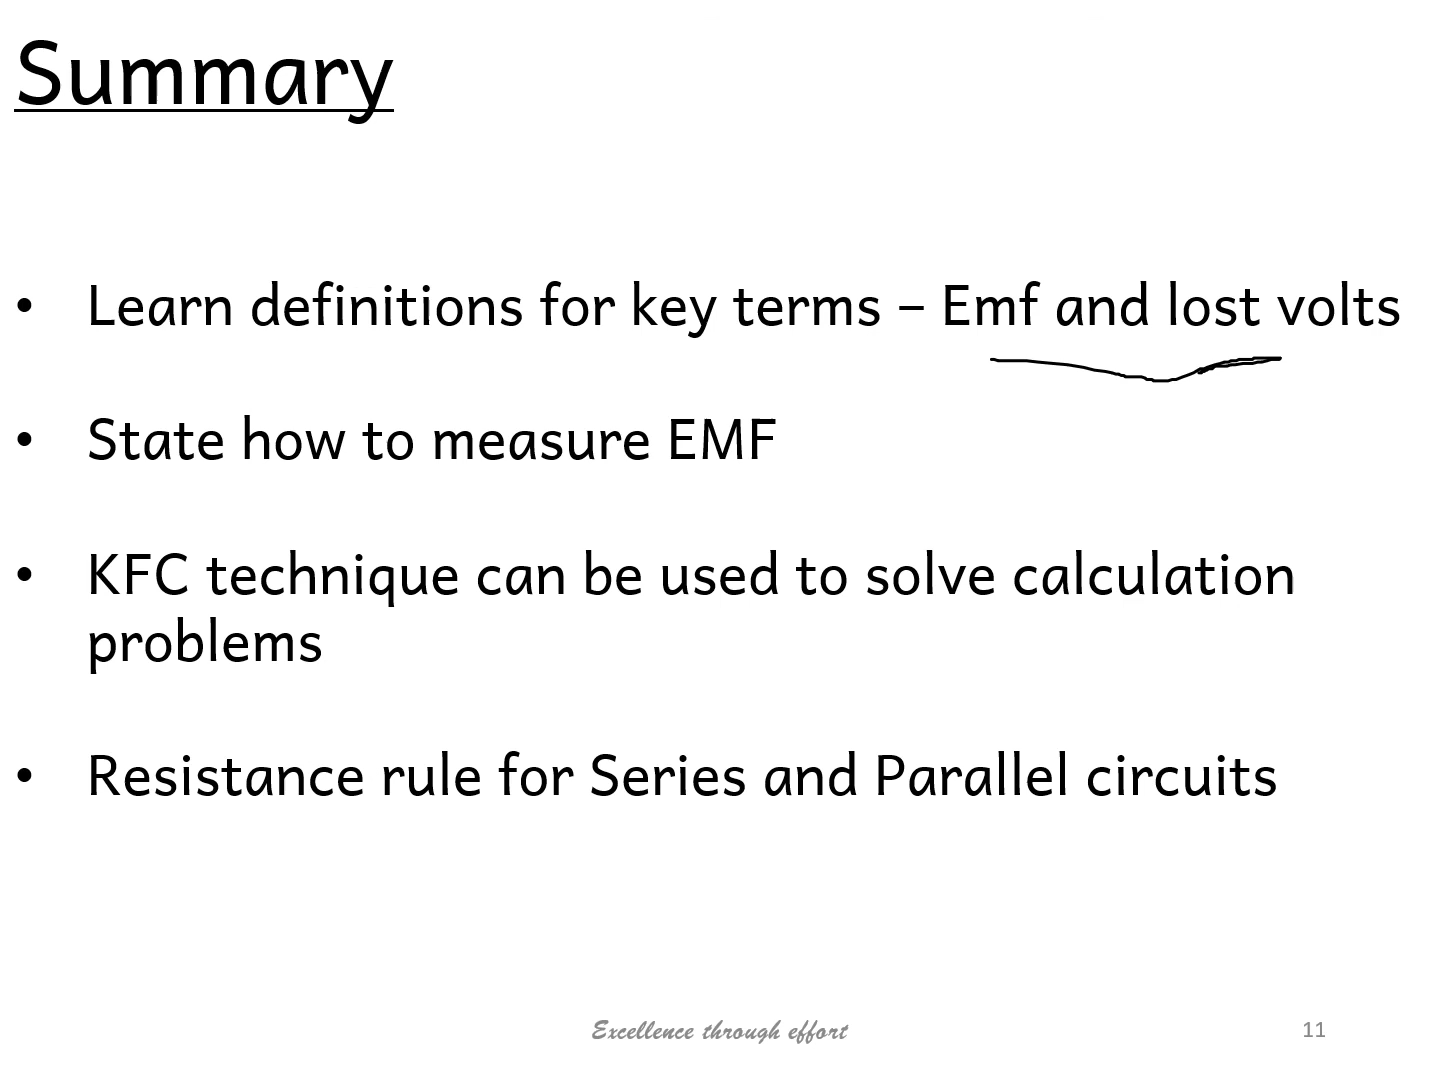 Summary
• Learn definitions for key terms – Emf and lost volts
• State how to measure EMF
• KFC technique can be used to solve calculation
problems
• Resistance rule for Series and Parallel circuits
Excellence through effort
11